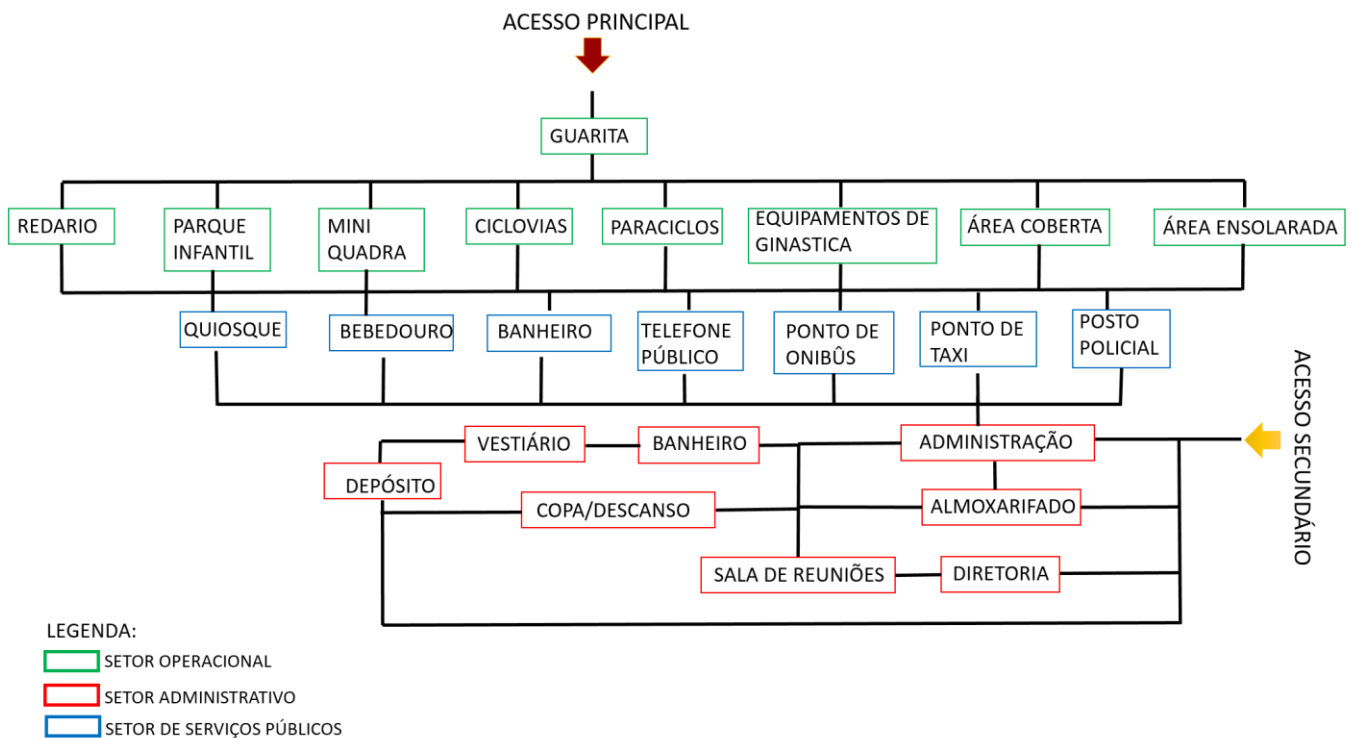 ACESSO PRINCIPAL
GUARITA
REDARIO
PARQUE
INFANTIL
MINI
QUADRA
CICLOVIAS
PARACICLOS
EQUIPAMENTOS DE
GINASTICA
ÁREA COBERTA
ÁREA ENSOLARADA
QUIOSQUE
BEBEDOURO
BANHEIRO
TELEFONE
PÚBLICO
PONTO DE
ONIBÛS
PONTO DE
TAXI
POSTO
POLICIAL
ACESSO SECUNDÁRIO
VESTIÁRIO
BANHEIRO
ADMINISTRAÇÃO
DEPÓSITO
COPA/DESCANSO
ALMOXARIFADO
SALA DE REUNIÕES
DIRETORIA
LEGENDA:
SETOR OPERACIONAL
SETOR ADMINISTRATIVO
SETOR DE SERVIÇOS PÚBLICOS